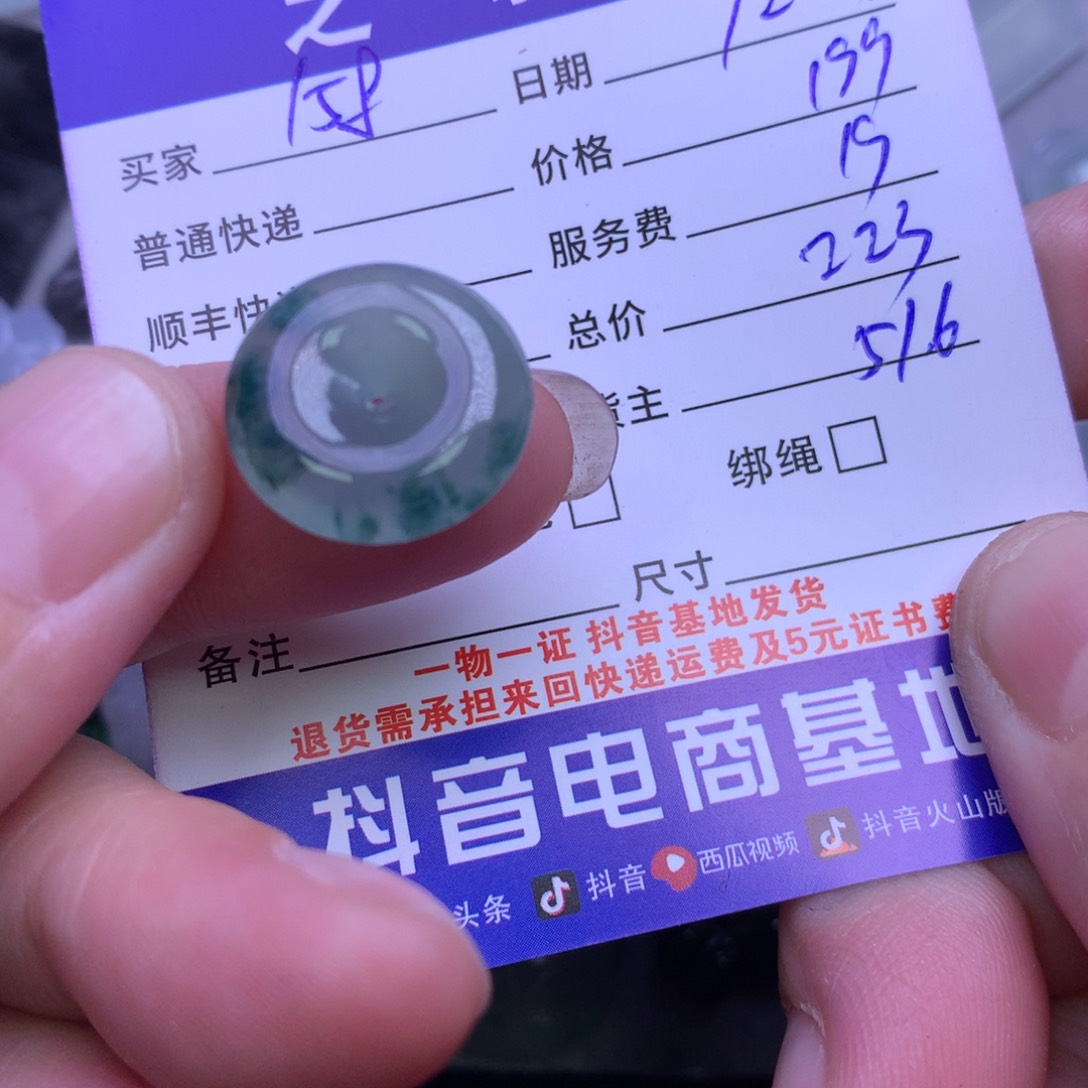 买家 日期
普通快递 价格 199
顺丰快 服务费 19
总价 223
货主 516
绑绳
尺寸
备注
一物一证 抖音基地发货
退货需承担来回快递运费及5元证书费
抖音电商基地
头条 抖音 西瓜视频 抖音火山版